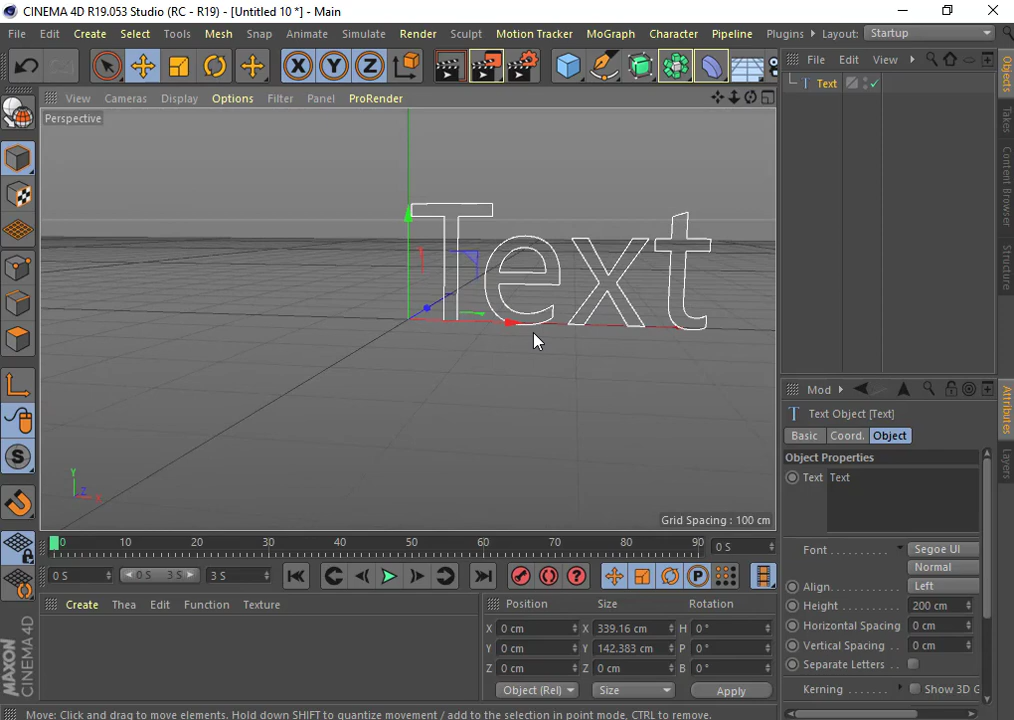 CINEMA 4D R19.053 Studio (RC - R19) - [Untitled 10 *] - Main
File Edit Create Select Tools Mesh Snap Animate Simulate Render Sculpt Motion Tracker MoGraph Character Pipeline Plugins Layout: Startup
X Y Z
File Edit View
View Cameras Display Options Filter Panel ProRender
Text
Perspective
Text
Grid Spacing : 100 cm
Y
Z X
Objects
Takes
Content Browser
Structure
Attributes
Layers
Mod
Text Object [Text]
Basic Coord. Object
Object Properties
Text Text
Font Segoe UI
Normal
Align. Left
Height 200 cm
Horizontal Spacing 0 cm
Vertical Spacing 0 cm
Separate Letters
Kerning Show 3D G
0 10 20 30 40 50 60 70 80 90 0 S
0 S 0 S 3 S 3 S
Create Thea Edit Function Texture
Position Size Rotation
X 0 cm X 339.16 cm H 0 °
Y 0 cm Y 142.383 cm P 0 °
Z 0 cm Z 0 cm B 0 °
Object (Rel) Size Apply
MAXON
CINEMA 4D
Move: Click and drag to move elements. Hold down SHIFT to quantize movement / add to the selection in point mode, CTRL to remove.